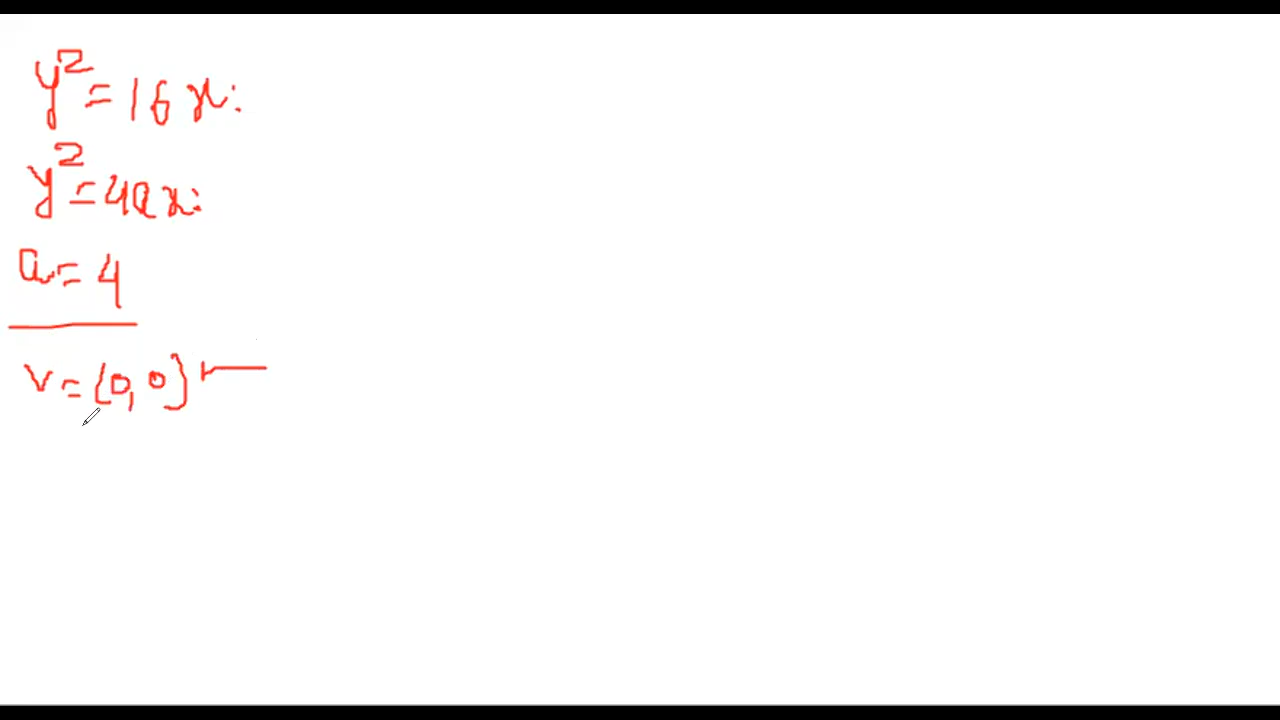 y² = 16x:
y² = 4ax:
a = 4
V = (0, 0)